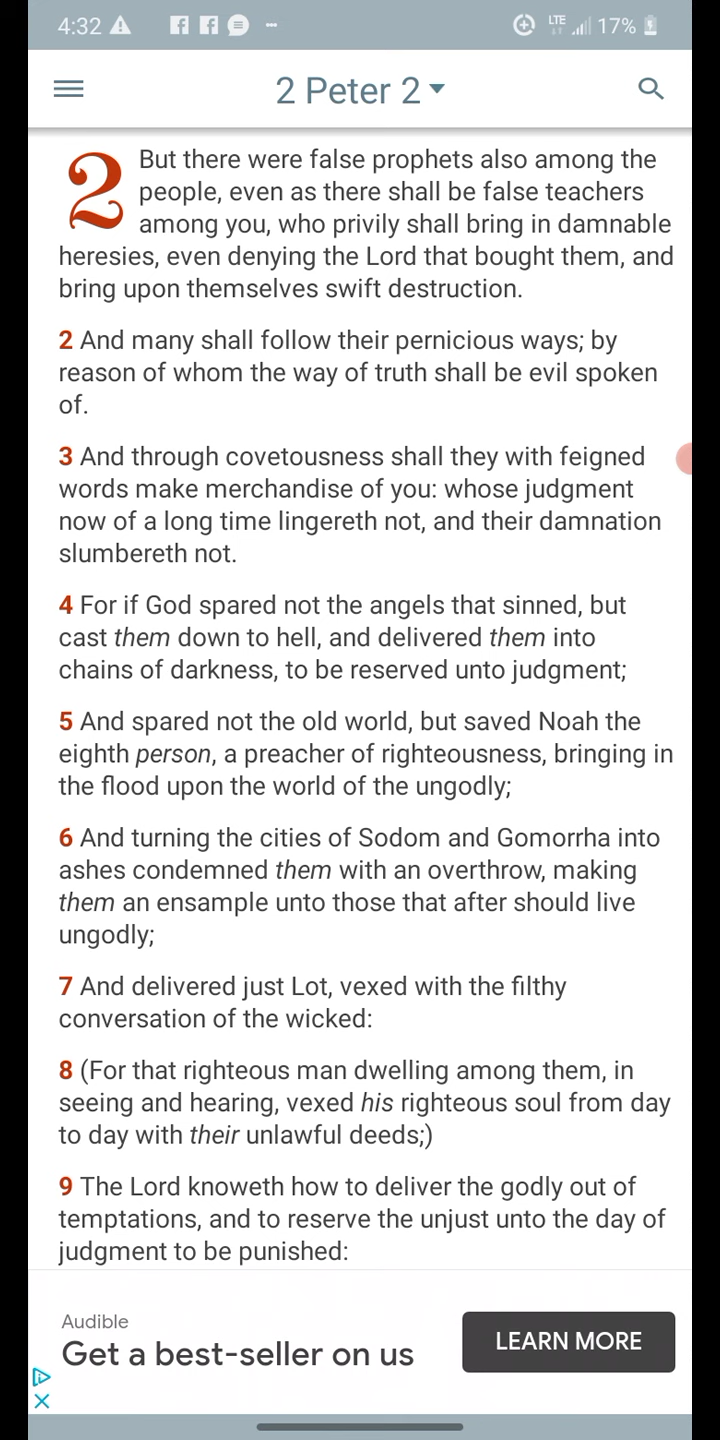 4:32
LTE
17%
2 Peter 2
2 But there were false prophets also among the
people, even as there shall be false teachers
among you, who privily shall bring in damnable
heresies, even denying the Lord that bought them, and
bring upon themselves swift destruction.
2 And many shall follow their pernicious ways; by
reason of whom the way of truth shall be evil spoken
of.
3 And through covetousness shall they with feigned
words make merchandise of you: whose judgment
now of a long time lingereth not, and their damnation
slumbereth not.
4 For if God spared not the angels that sinned, but
cast them down to hell, and delivered them into
chains of darkness, to be reserved unto judgment;
5 And spared not the old world, but saved Noah the
eighth person, a preacher of righteousness, bringing in
the flood upon the world of the ungodly;
6 And turning the cities of Sodom and Gomorrha into
ashes condemned them with an overthrow, making
them an ensample unto those that after should live
ungodly;
7 And delivered just Lot, vexed with the filthy
conversation of the wicked:
8 (For that righteous man dwelling among them, in
seeing and hearing, vexed his righteous soul from day
to day with their unlawful deeds;)
9 The Lord knoweth how to deliver the godly out of
temptations, and to reserve the unjust unto the day of
judgment to be punished:
Audible
Get a best-seller on us
LEARN MORE